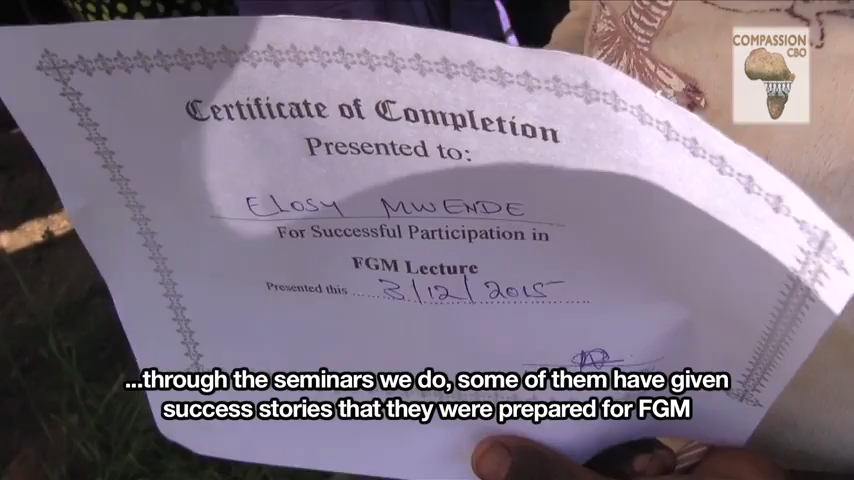 COMPASSION
CBO
Certificate of Completion
Presented to:
ELOSY MWENDE
For Successful Participation in
FGM Lecture
Presented this ..... 3/12/2015
...through the seminars we do, some of them have given
success stories that they were prepared for FGM